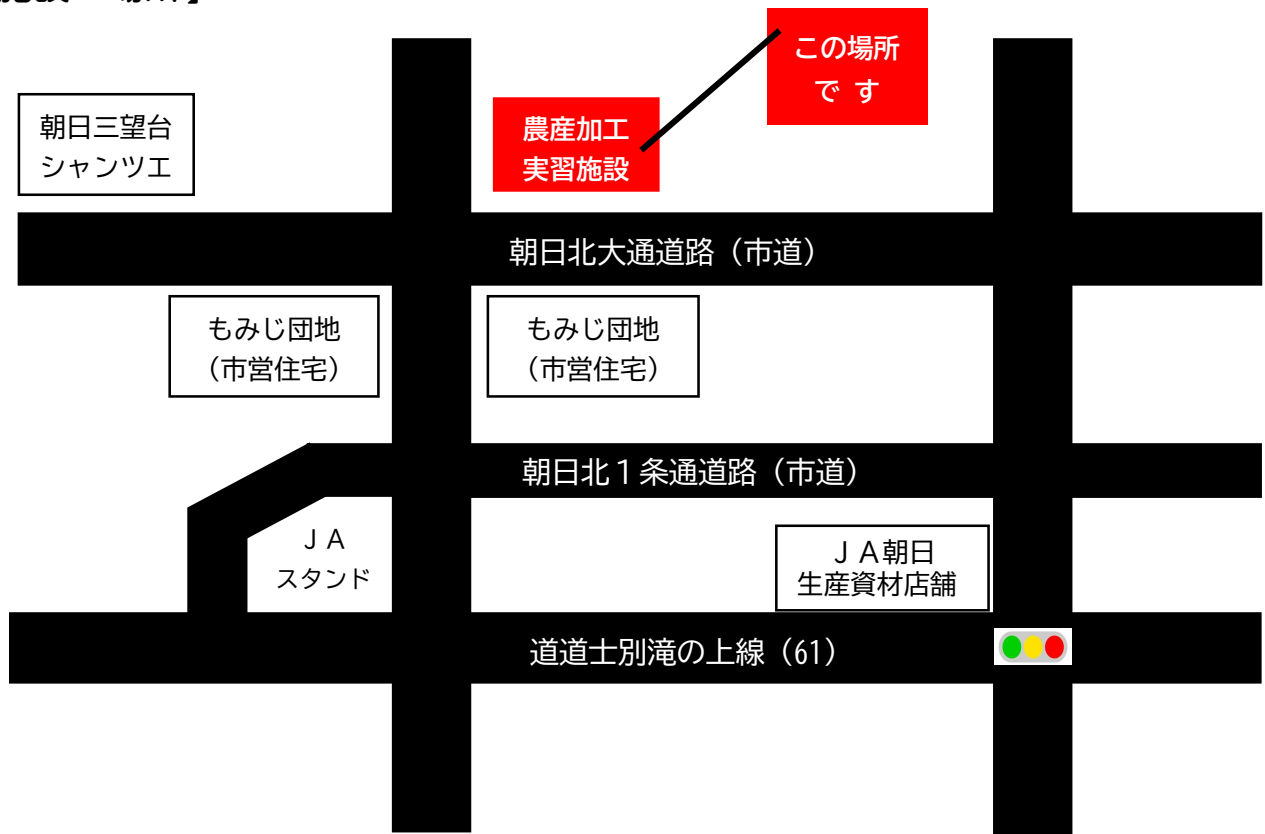 この場所
で す
農産加工
実習施設
朝日三望台
シャンツエ
朝日北大通道路（市道）
もみじ団地
（市営住宅）
もみじ団地
（市営住宅）
朝日北１条通道路（市道）
ＪＡ
スタンド
ＪＡ朝日
生産資材店舗
道道士別滝の上線（61）